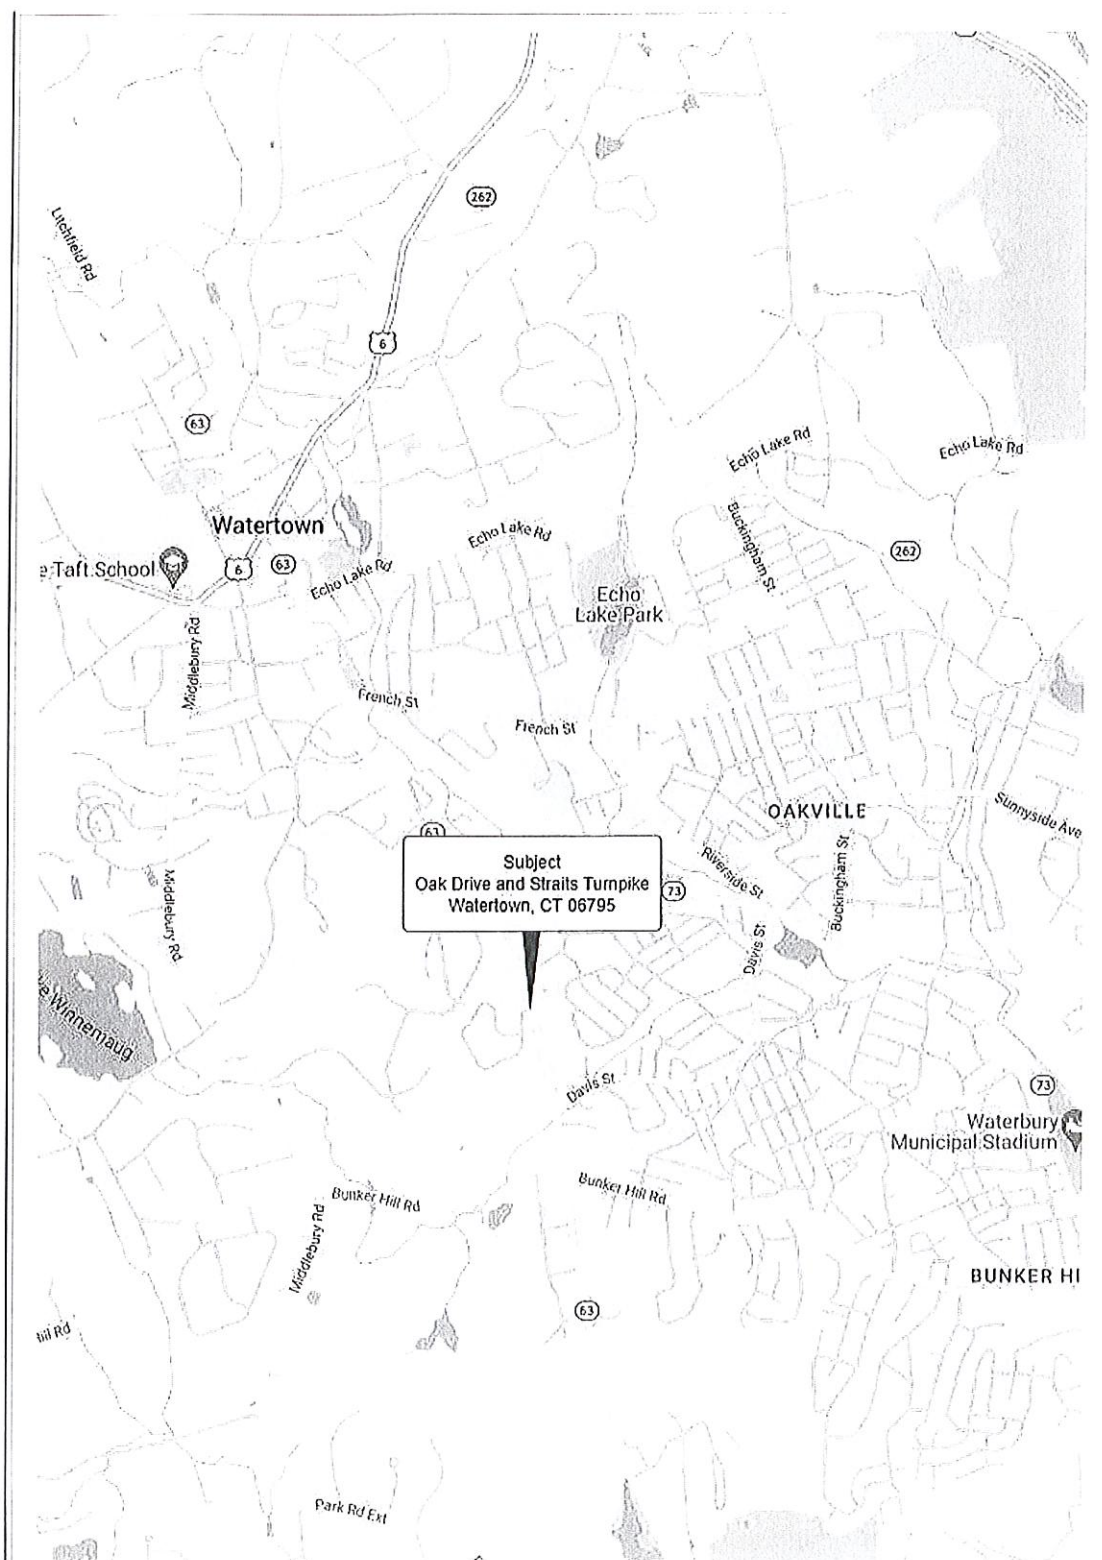 262
Litchfield Rd
6
63
Echo Lake Rd
Echo Lake Rd
Watertown
Echo Lake Rd
Buckingham St
262
e Taft School
6
63
Echo Lake Rd
Echo
Lake Park
Middlebury Rd
French St
French St
OAKVILLE
Sunnyside Ave
63
Subject
Oak Drive and Straits Turnpike
Watertown, CT 06795
73
Riverside St
Buckingham St
Middlebury Rd
Davis St
e Winnemaug
Davis St
73
Waterbury
Municipal Stadium
Bunker Hill Rd
Bunker Hill Rd
Middlebury Rd
BUNKER HI
63
Rd
Park Rd Ext